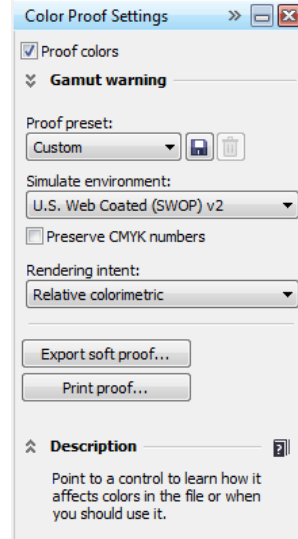 Color Proof Settings
Proof colors
Gamut warning
Proof preset:
Custom
Simulate environment:
U.S. Web Coated (SWOP) v2
Preserve CMYK numbers
Rendering intent:
Relative colorimetric
Export soft proof...
Print proof...
Description
Point to a control to learn how it
affects colors in the file or when
you should use it.